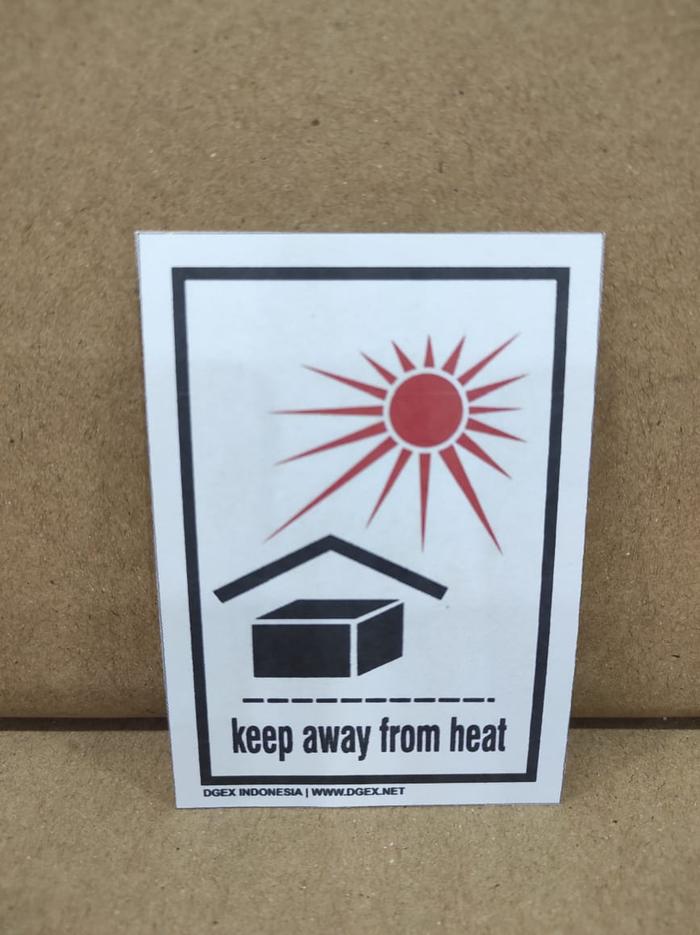 keep away from heat
DGEX INDONESIA | WWW.DGEX.NET